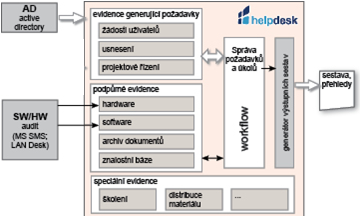 AD
active
directory
SW/HW
audit
(MS SMS;
LAN Desk)
evidence generující požadavky
žádosti uživatelů
usnesení
projektové řízení
podpůrné evidence
hardware
software
archiv dokumentů
znalostní báze
speciální evidence
školení
distribuce
materiálu
...
helpdesk
Správa
požadavků
a úkolů
workflow
generátor výstupních sestav
sestava,
přehledy